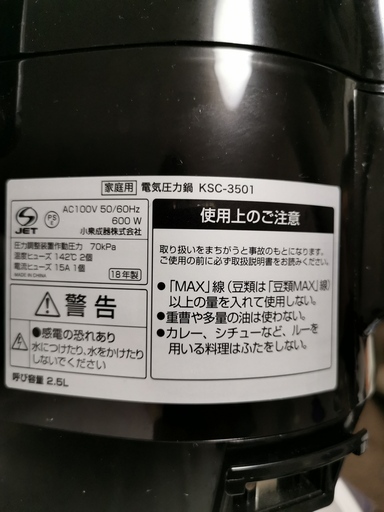 家庭用 電気圧力鍋 KSC-3501
JET
PS
E
AC100V 50/60Hz
600 W
小泉成器株式会社
圧力調整装置作動圧力 70kPa
温度ヒューズ 142℃ 2個
電流ヒューズ 15A 1個
MADE IN CHINA
18年製
警告
●感電の恐れあり
水につけたり、水をかけたり
しないでください
呼び容量 2.5L
使用上のご注意
取り扱いをまちがうと事故のもとになります。
ご使用の前に必ず取扱説明書をお読みください。
●「MAX」線(豆類は「豆類MAX」線)
以上の量を入れて使用しない。
●重曹や多量の油は使わない。
●カレー、シチューなど、ルーを
用いる料理はふたをしない。